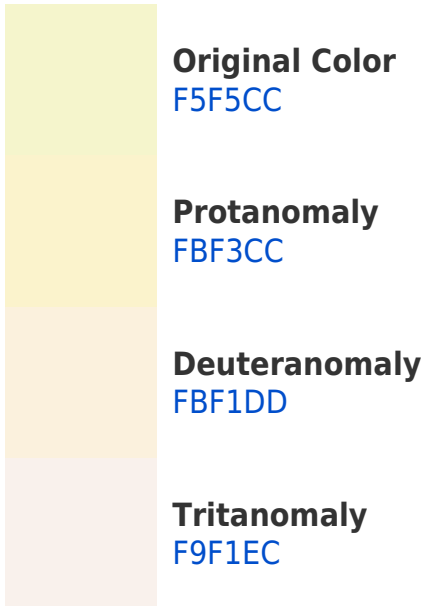 Original Color
F5F5CC
Protanomaly
FBF3CC
Deuteranomaly
FBF1DD
Tritanomaly
F9F1EC